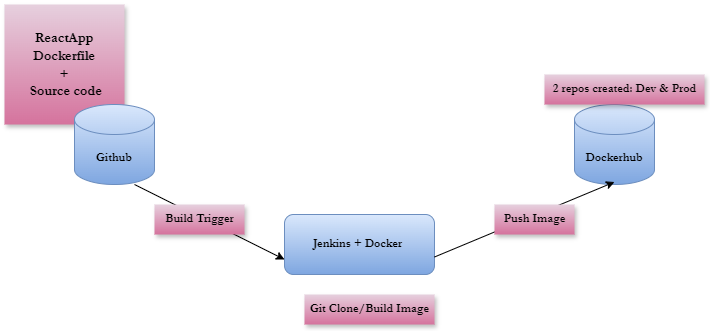 ReactApp
Dockerfile
+
Source code
2 repos created: Dev & Prod
Github
Dockerhub
Build Trigger
Push Image
Jenkins + Docker
Git Clone/Build Image